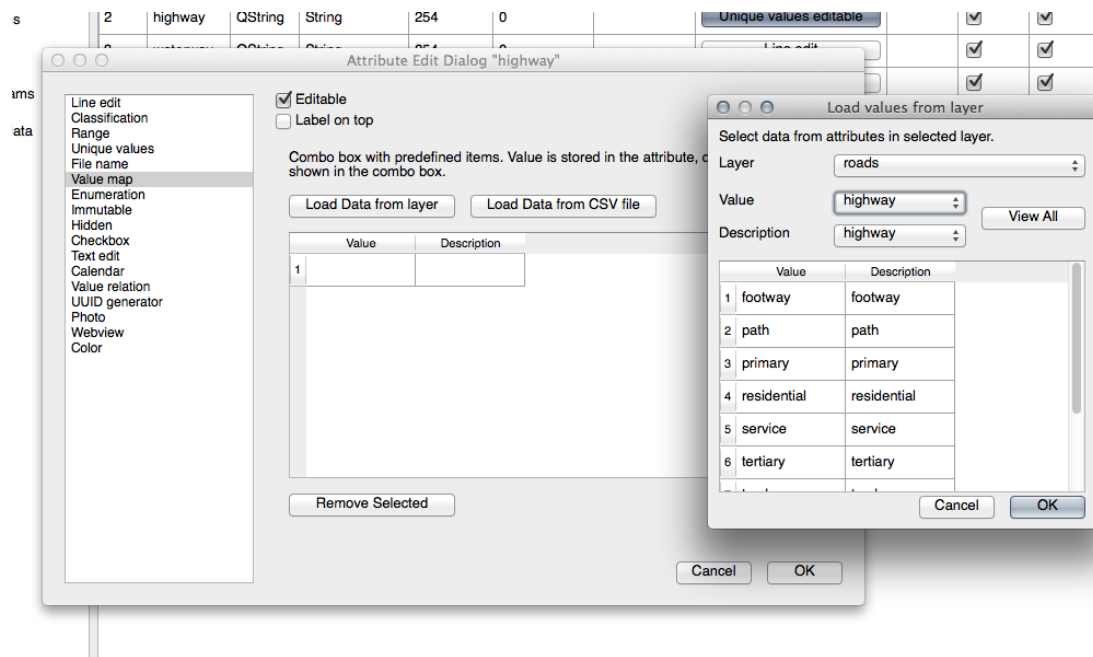 s
2 highway QString String 254 0 Unique values editable
Attribute Edit Dialog "highway"
ams
ata
Line edit
Classification
Range
Unique values
File name
Value map
Enumeration
Immutable
Hidden
Checkbox
Text edit
Calendar
Value relation
UUID generator
Photo
Webview
Color
Editable
Label on top
Combo box with predefined items. Value is stored in the attribute,
shown in the combo box.
Load Data from layer Load Data from CSV file
Value Description
1
Remove Selected
Cancel OK
Load values from layer
Select data from attributes in selected layer.
Layer roads
Value highway
View All
Description highway
Value Description
1 footway footway
2 path path
3 primary primary
4 residential residential
5 service service
6 tertiary tertiary
Cancel OK